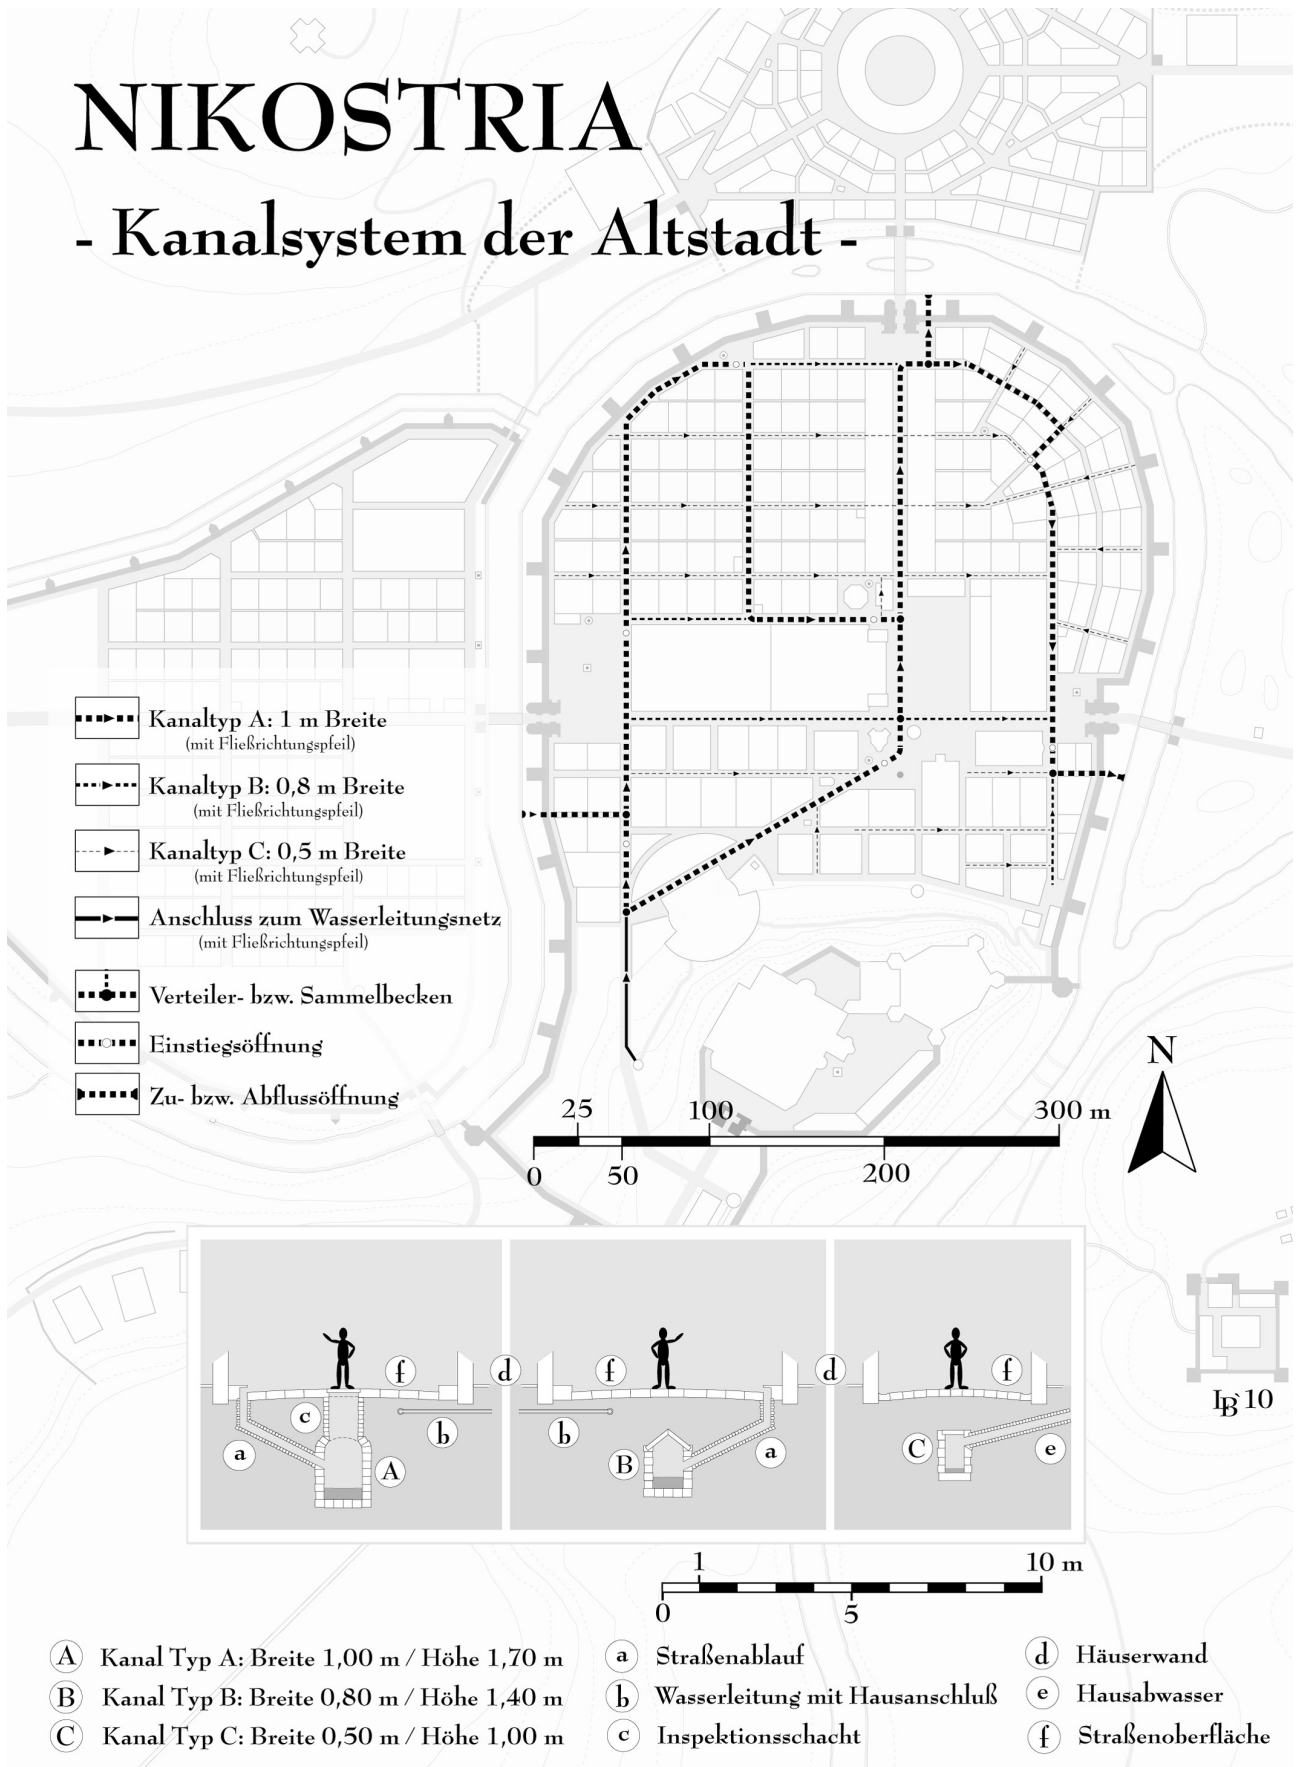 NIKOSTRIA
- Kanalsystem der Altstadt -
Kanaltyp A: 1 m Breite
(mit Fließrichtungspfeil)
Kanaltyp B: 0,8 m Breite
(mit Fließrichtungspfeil)
Kanaltyp C: 0,5 m Breite
(mit Fließrichtungspfeil)
Anschluss zum Wasserleitungsnetz
(mit Fließrichtungspfeil)
Verteiler- bzw. Sammelbecken
Einstiegsöffnung
Zu- bzw. Abflussöffnung
N
25 100 300 m
0 50 200
f d f d f
c b b C e
a A B a
LB`10
1 10 m
0 5
A Kanal Typ A: Breite 1,00 m / Höhe 1,70 m
B Kanal Typ B: Breite 0,80 m / Höhe 1,40 m
C Kanal Typ C: Breite 0,50 m / Höhe 1,00 m
a Straßenablauf
b Wasserleitung mit Hausanschluß
c Inspektionsschacht
d Häuserwand
e Hausabwasser
f Straßenoberfläche